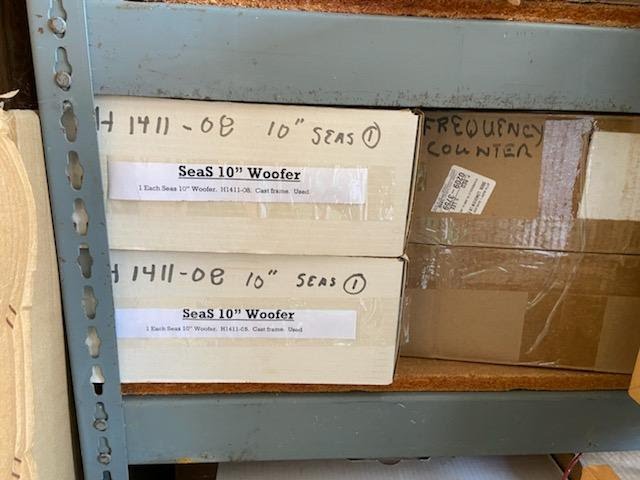 H 1411-08 10" SEAS 1
SeaS 10" Woofer
1 Each Seas 10" Woofer. H1411-08. Cast frame. Used
H 1411-08 10" SEAS 1
SeaS 10" Woofer
1 Each Seas 10" Woofer. H1411-08. Cast frame. Used
FREQUENCY
COUNTER